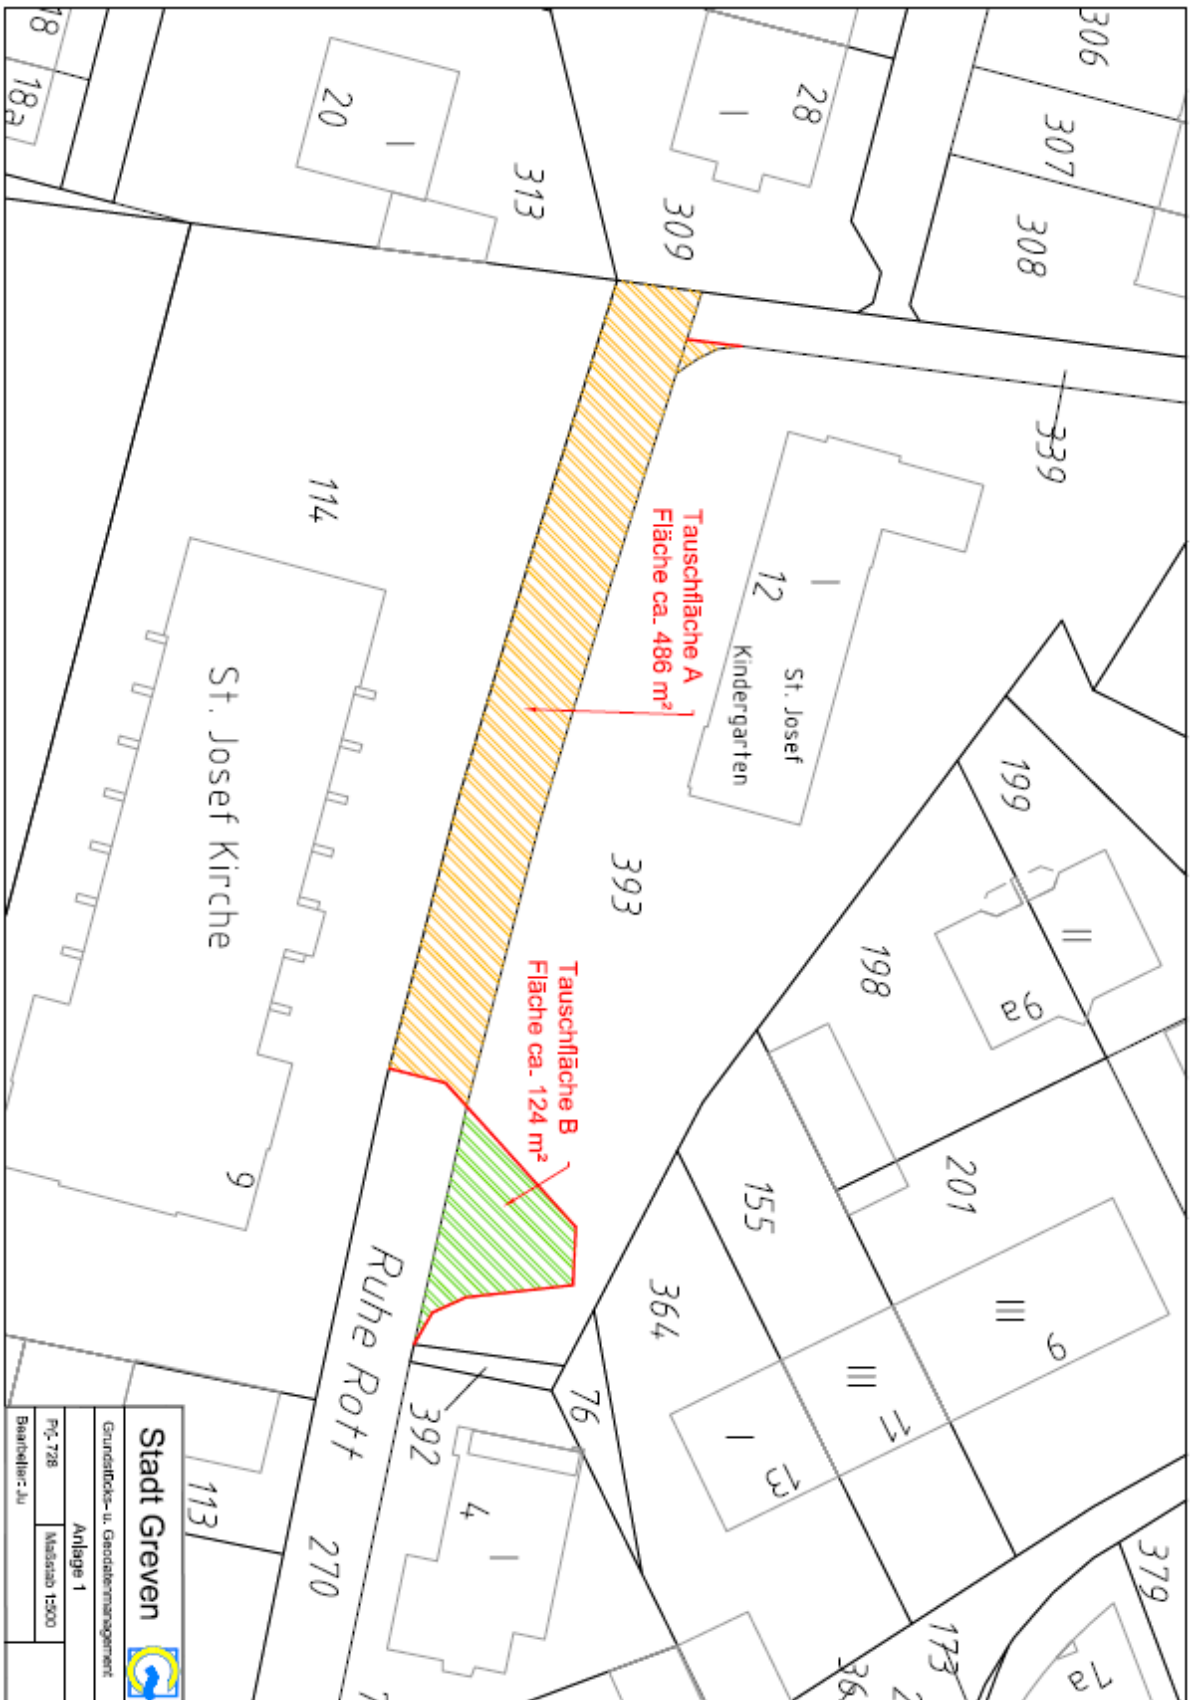 306
307
308
28
I
309
313
20
I
18
18a
339
114
Tauschfläche A
Fläche ca. 486 m²
I
12
St. Josef
Kindergarten
St. Josef Kirche
9
393
199
II
9a
198
Tauschfläche B
Fläche ca. 124 m²
201
155
364
III
9
III
11
I
13
76
392
Ruhe Rott
270
4
I
113
379
173
1a
36
Stadt Greven
Grundstücks- u. Geodatenmanagement
Anlage 1
Maßstab 1:500
Bearbeiter: Ju